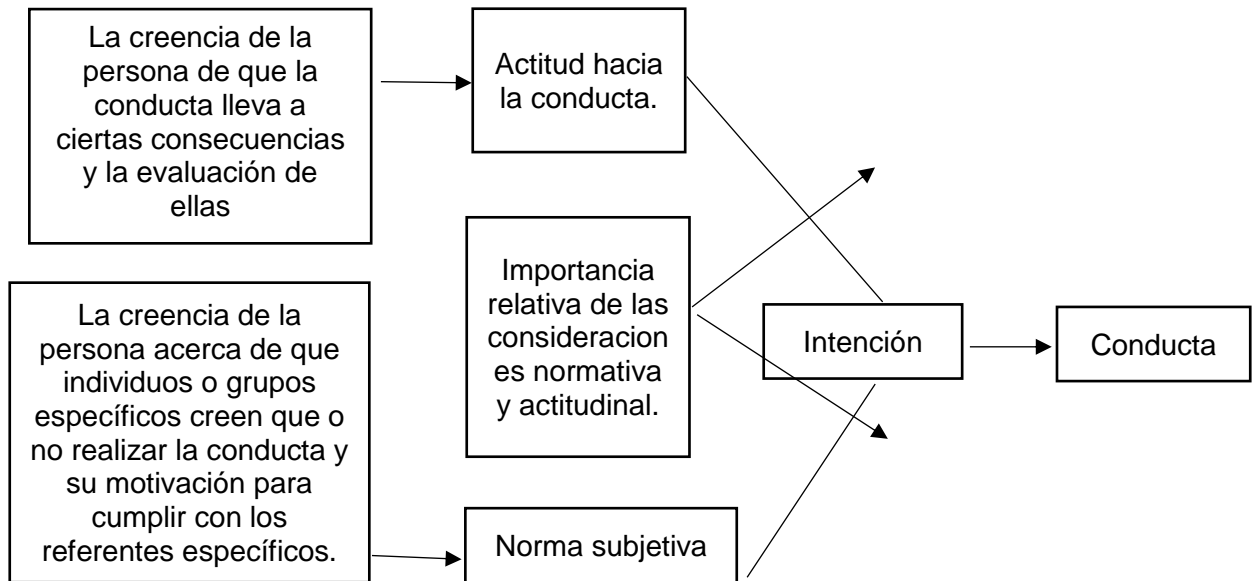 La creencia de la
persona de que la
conducta lleva a
ciertas consecuencias
y la evaluación de
ellas
Actitud hacia
la conducta.
La creencia de la
persona acerca de que
individuos o grupos
específicos creen que o
no realizar la conducta y
su motivación para
cumplir con los
referentes específicos.
Importancia
relativa de las
consideracion
es normativa
y actitudinal.
Norma subjetiva
Intención
Conducta